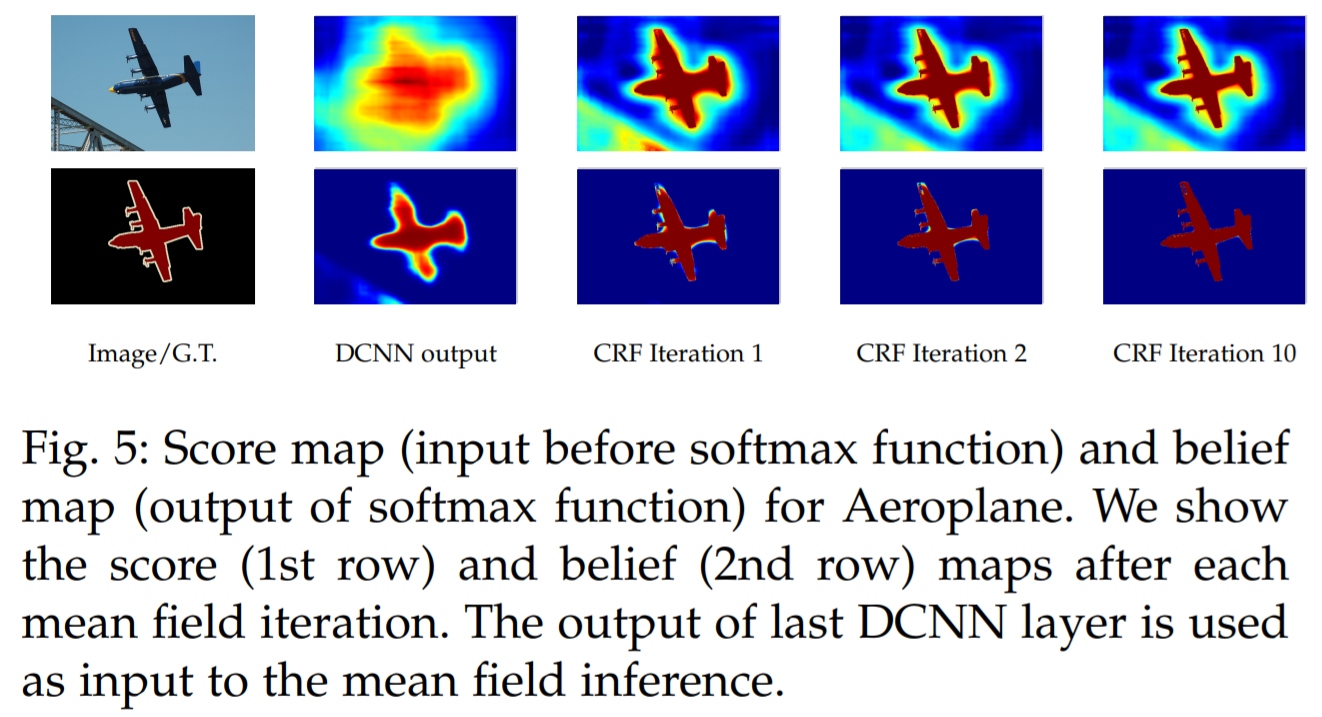 Image/G.T.
DCNN output
CRF Iteration 1
CRF Iteration 2
CRF Iteration 10
Fig. 5: Score map (input before softmax function) and belief
map (output of softmax function) for Aeroplane. We show
the score (1st row) and belief (2nd row) maps after each
mean field iteration. The output of last DCNN layer is used
as input to the mean field inference.